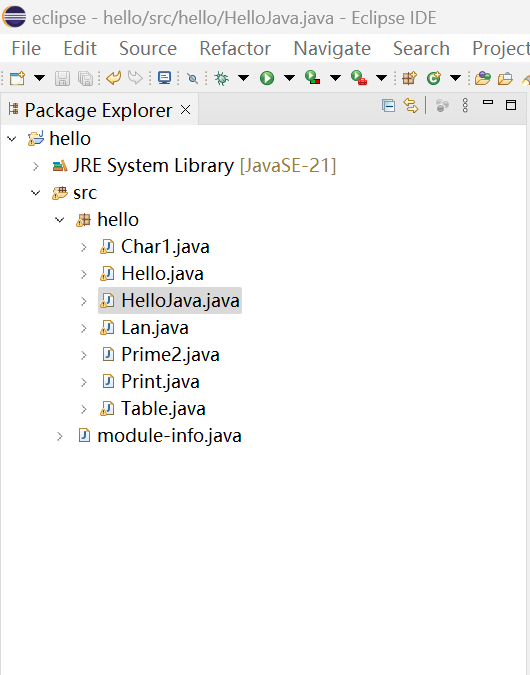 eclipse - hello/src/hello/HelloJava.java - Eclipse IDE
File Edit Source Refactor Navigate Search Project
Package Explorer
hello
JRE System Library [JavaSE-21]
src
hello
Char1.java
Hello.java
HelloJava.java
Lan.java
Prime2.java
Print.java
Table.java
module-info.java